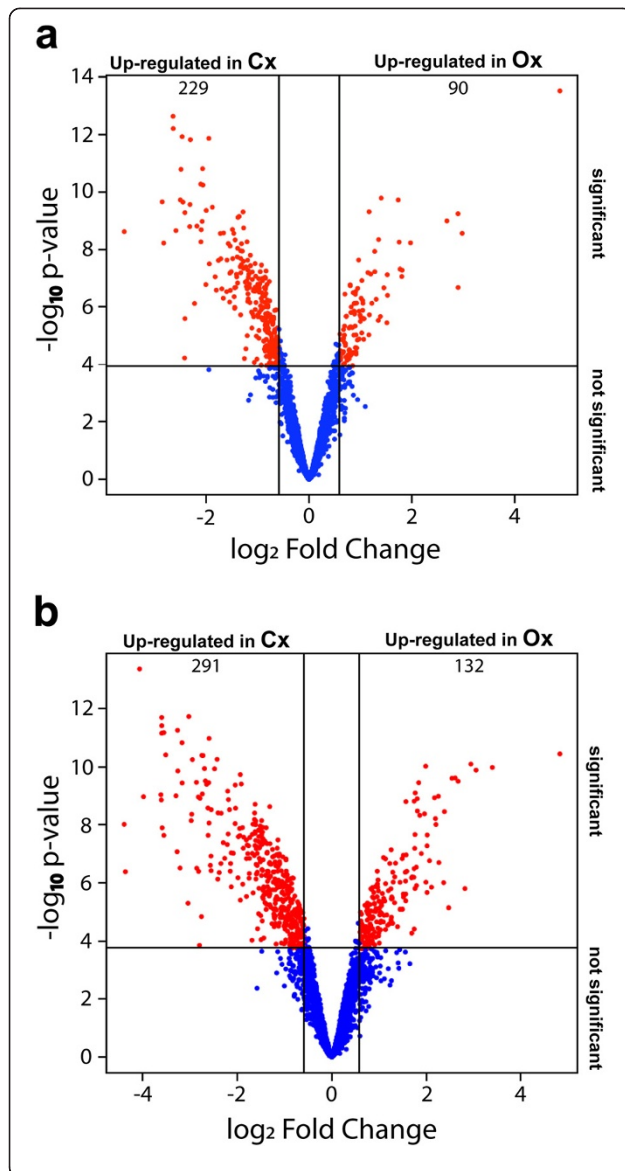 a
Up-regulated in Cx
Up-regulated in Ox
229
90
14
12
10
8
6
4
2
0
-log10 p-value
significant
not significant
-2
0
2
4
log2 Fold Change
b
Up-regulated in Cx
Up-regulated in Ox
291
132
12
10
8
6
4
2
0
-log10 p-value
significant
not significant
-4
-2
0
2
4
log2 Fold Change